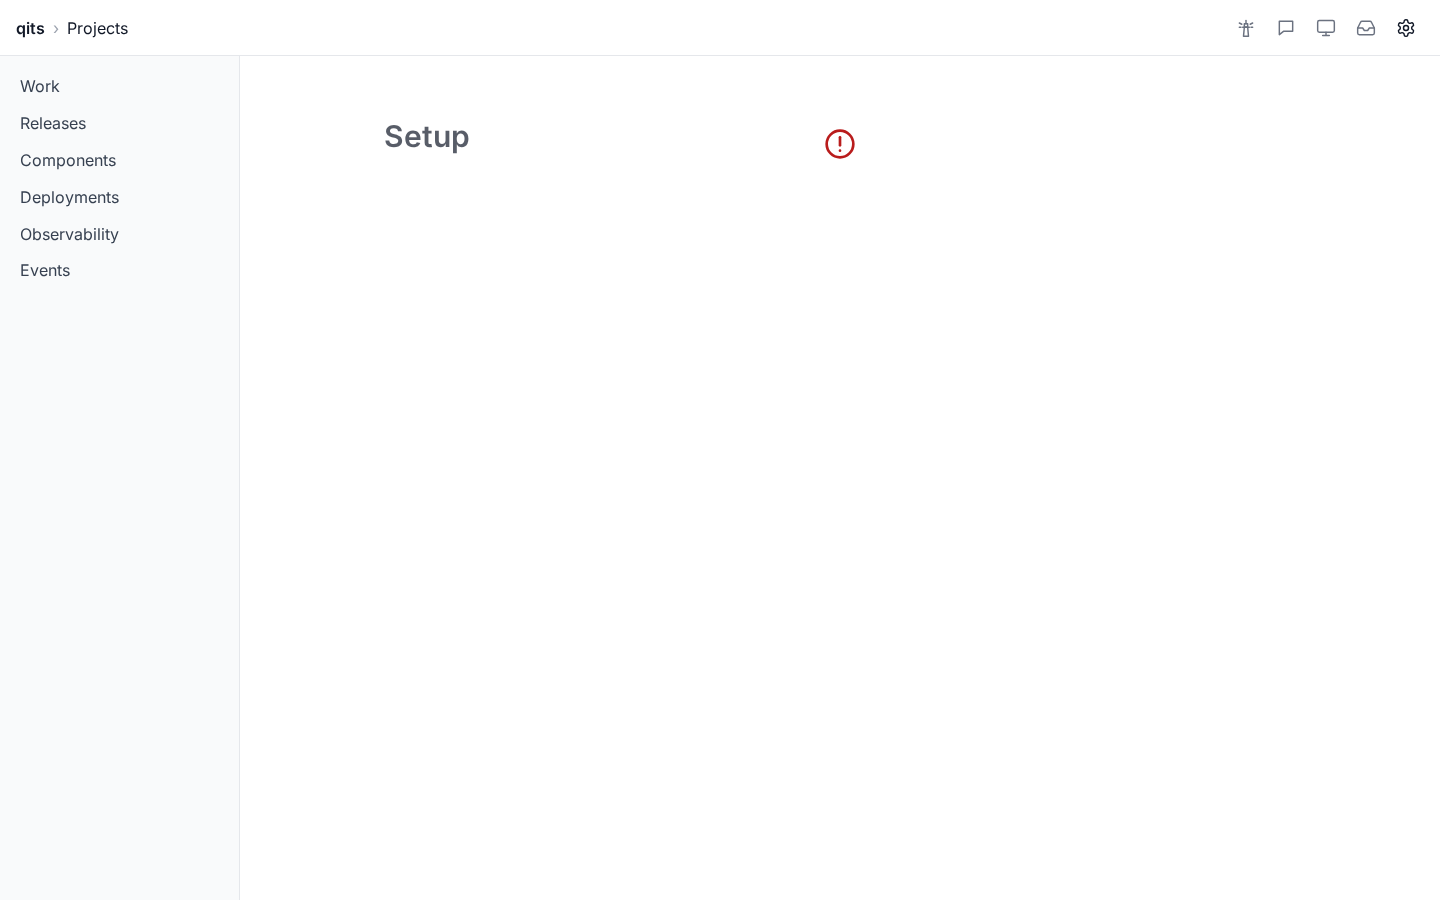 qits › Projects
Work
Releases
Components
Deployments
Observability
Events
Setup